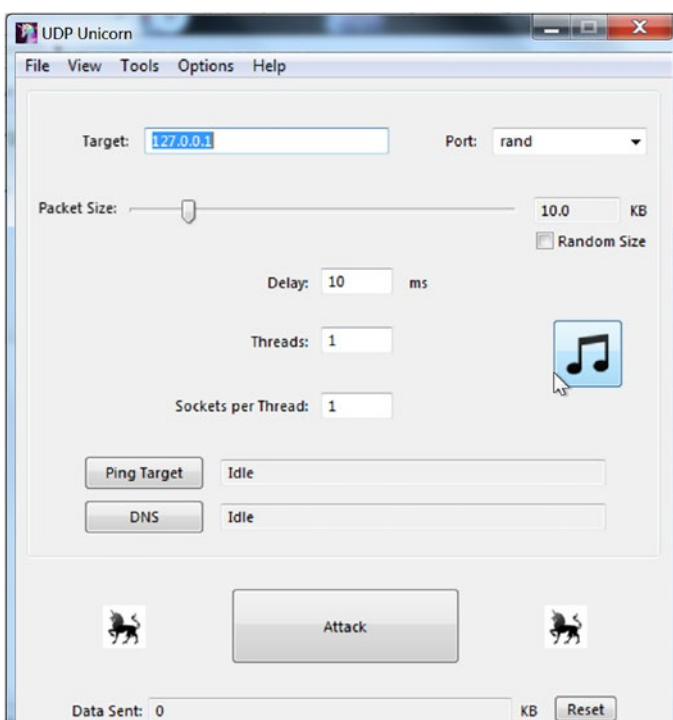 UDP Unicorn
File View Tools Options Help
Target: 127.0.0.1 Port: rand
Packet Size: 10.0 KB
Random Size
Delay: 10 ms
Threads: 1
Sockets per Thread: 1
Ping Target Idle
DNS Idle
Attack
Data Sent: 0 KB Reset